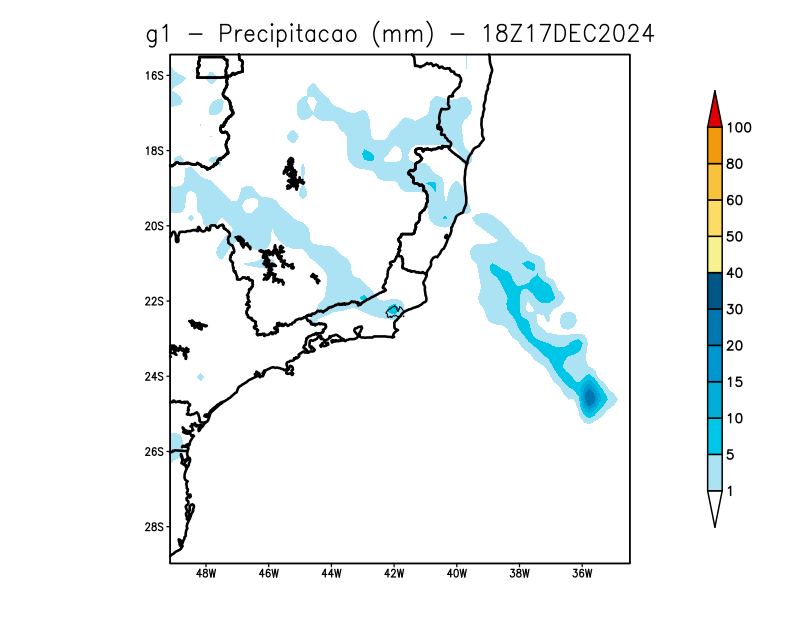 g1 – Precipitacao (mm) – 18Z17DEC2024
16S
18S
20S
22S
24S
26S
28S
48W 46W 44W 42W 40W 38W 36W
100
80
60
50
40
30
20
15
10
5
1